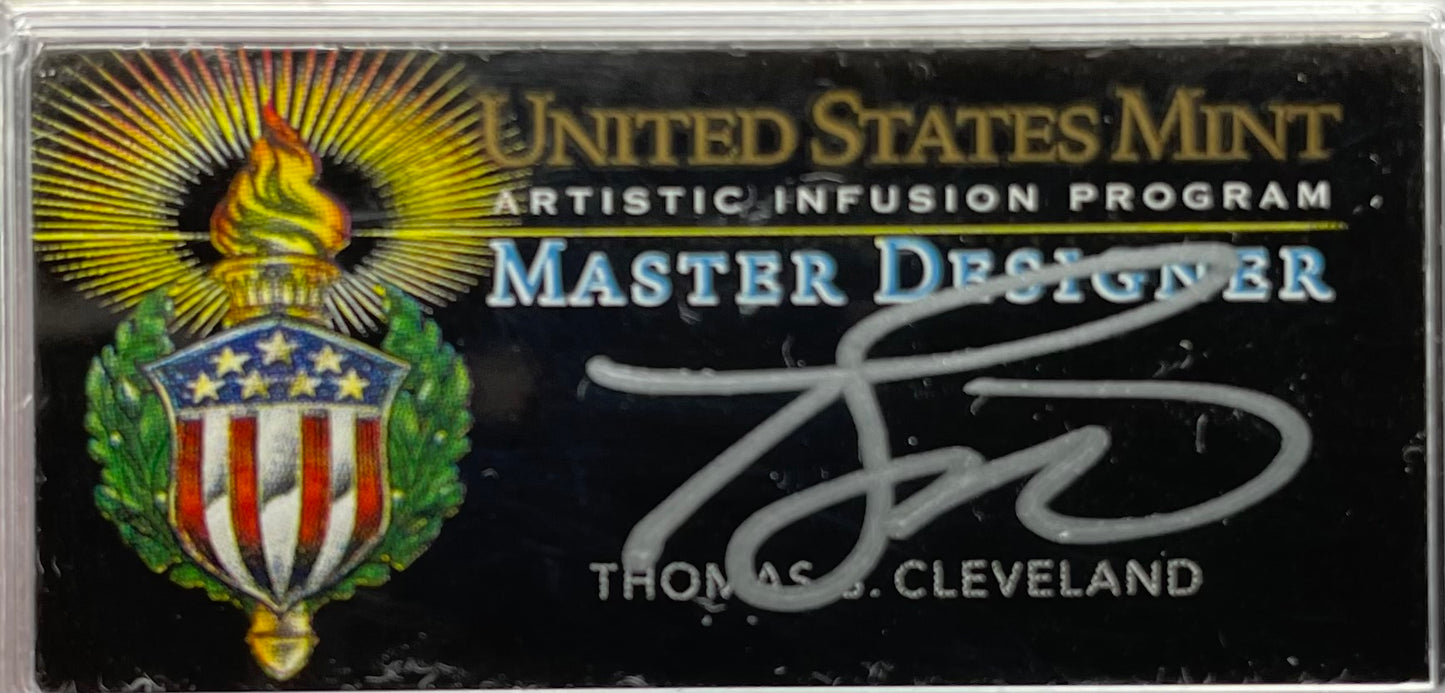 UNITED STATES MINT
ARTISTIC INFUSION PROGRAM
MASTER DESIGNER
THOMAS S. CLEVELAND